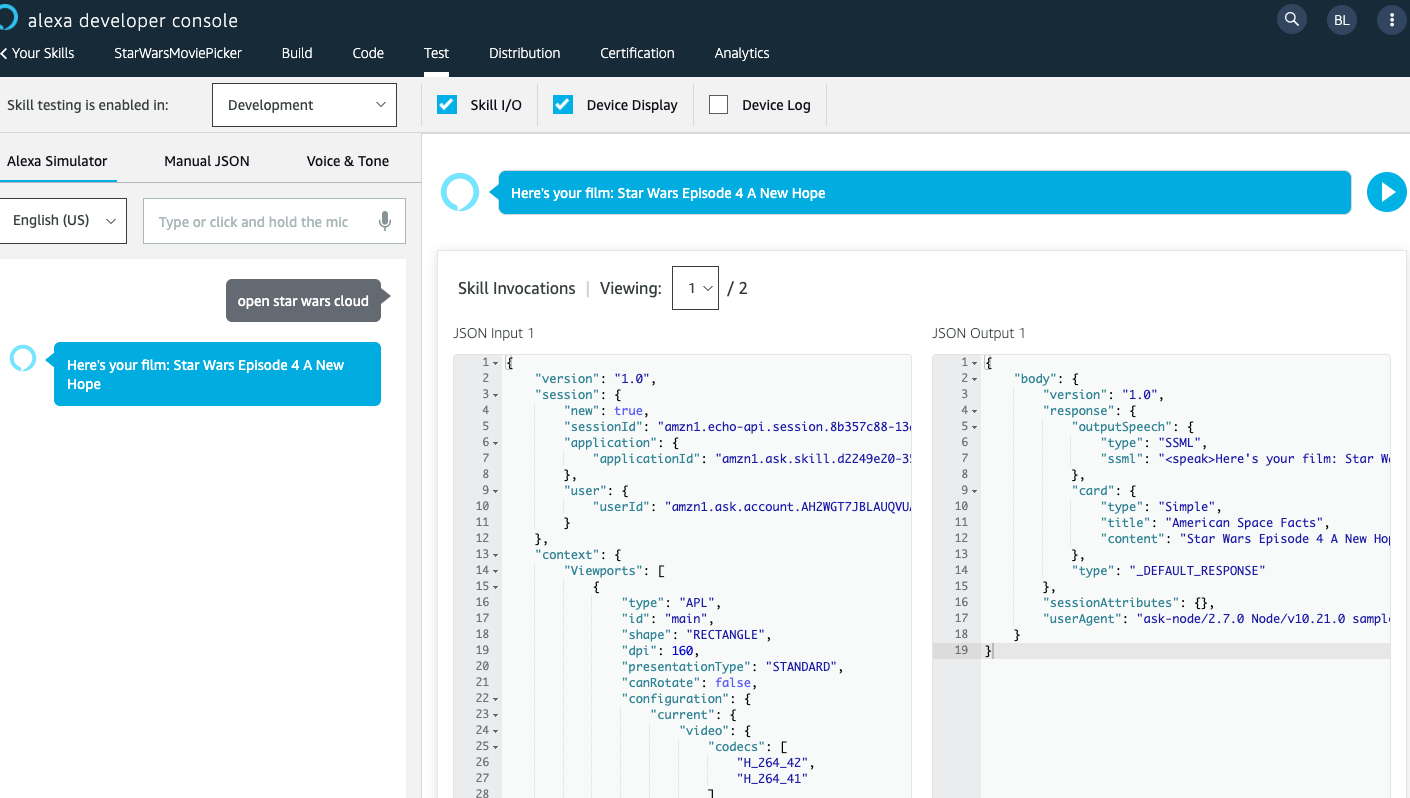 alexa developer console
BL
Your Skills StarWarsMoviePicker Build Code Test Distribution Certification Analytics
Skill testing is enabled in: Development Skill I/O Device Display Device Log
Alexa Simulator Manual JSON Voice & Tone
English (US) Type or click and hold the mic
open star wars cloud
Here's your film: Star Wars Episode 4 A New
Hope
Here's your film: Star Wars Episode 4 A New Hope
Skill Invocations | Viewing: 1 / 2
JSON Input 1
1 {
2 "version": "1.0",
3 "session": {
4 "new": true,
5 "sessionId": "amzn1.echo-api.session.8b357c88-13
6 "application": {
7 "applicationId": "amzn1.ask.skill.d2249e20-35
8 },
9 "user": {
10 "userId": "amzn1.ask.account.AH2WGT7JBLAUQVUA
11 }
12 },
13 "context": {
14 "Viewports": [
15 {
16 "type": "APL",
17 "id": "main",
18 "shape": "RECTANGLE",
19 "dpi": 160,
20 "presentationType": "STANDARD",
21 "canRotate": false,
22 "configuration": {
23 "current": {
24 "video": {
25 "codecs": [
26 "H_264_42",
27 "H_264_41"
28 ]
JSON Output 1
1 {
2 "body": {
3 "version": "1.0",
4 "response": {
5 "outputSpeech": {
6 "type": "SSML",
7 "ssml": "<speak>Here's your film: Star W
8 },
9 "card": {
10 "type": "Simple",
11 "title": "American Space Facts",
12 "content": "Star Wars Episode 4 A New Hop
13 },
14 "type": "_DEFAULT_RESPONSE"
15 },
16 "sessionAttributes": {},
17 "userAgent": "ask-node/2.7.0 Node/v10.21.0 sample
18 }
19 }